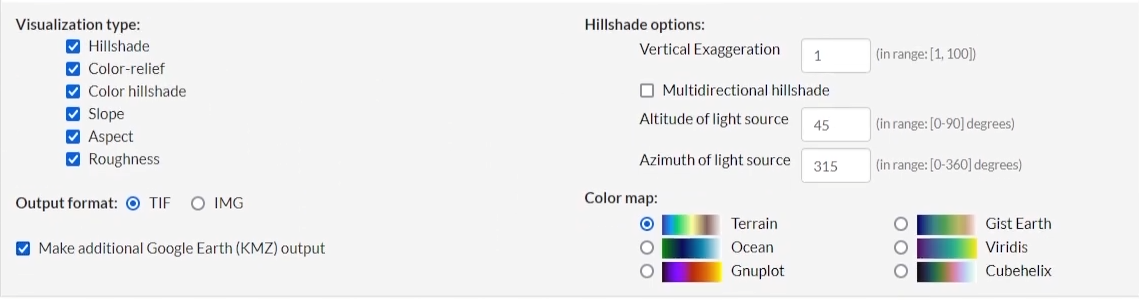 Visualization type:
Hillshade
Color-relief
Color hillshade
Slope
Aspect
Roughness
Output format: TIF IMG
Make additional Google Earth (KMZ) output
Hillshade options:
Vertical Exaggeration 1 (in range: [1, 100])
Multidirectional hillshade
Altitude of light source 45 (in range: [0-90] degrees)
Azimuth of light source 315 (in range: [0-360] degrees)
Color map:
Terrain Gist Earth
Ocean Viridis
Gnuplot Cubehelix